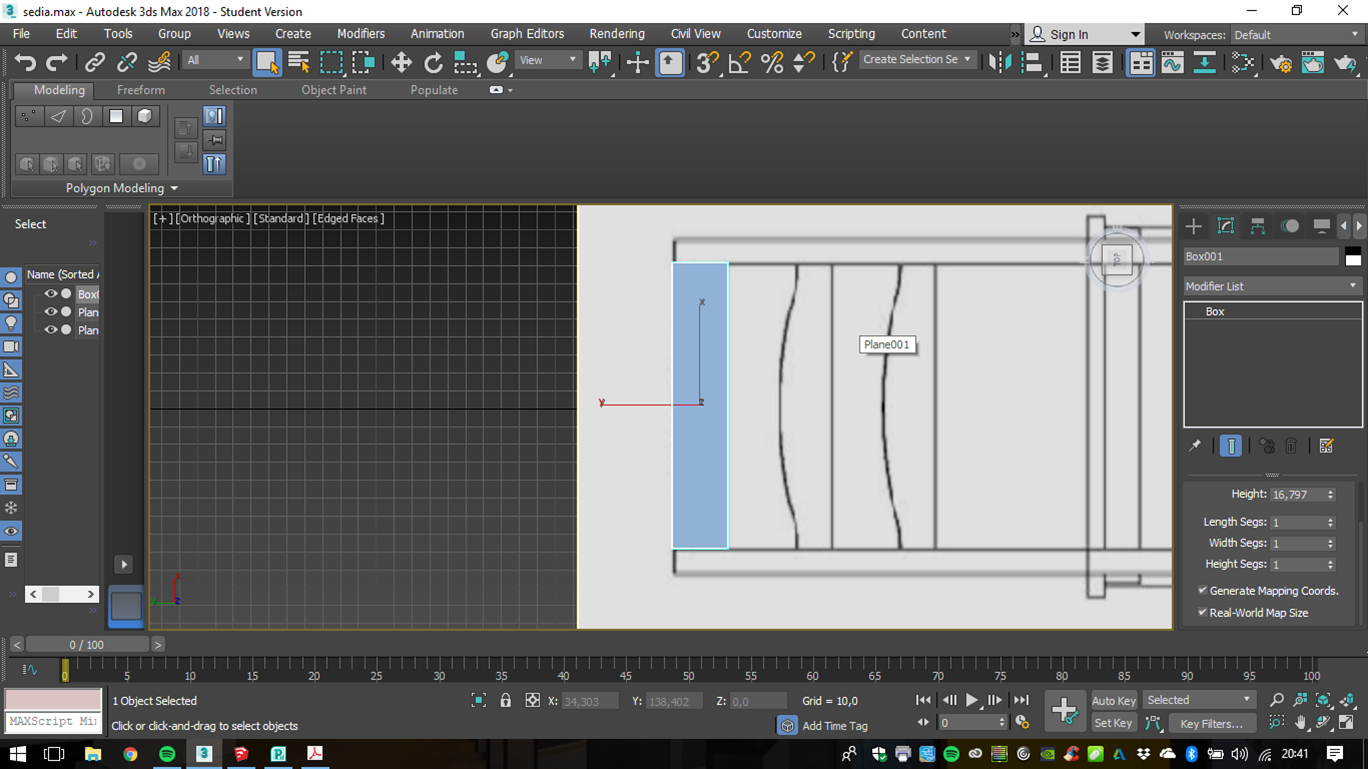 sedia.max - Autodesk 3ds Max 2018 - Student Version
File Edit Tools Group Views Create Modifiers Animation Graph Editors Rendering Civil View Customize Scripting Content
Sign In
Workspaces: Default
All
View
Create Selection Se
Modeling Freeform Selection Object Paint Populate
Polygon Modeling
Select
[+] [Orthographic ] [Standard ] [Edged Faces ]
Name (Sorted A
Box0
Plan
Plan
x
y
z
Plane001
Box001
Modifier List
Box
Height: 16,797
Length Segs: 1
Width Segs: 1
Height Segs: 1
Generate Mapping Coords.
Real-World Map Size
0 / 100
0 5 10 15 20 25 30 35 40 45 50 55 60 65 70 75 80 85 90 95 100
1 Object Selected
X: 34,303 Y: 138,402 Z: 0,0 Grid = 10,0
Auto Key Selected
MAXScript Mi
Click or click-and-drag to select objects
Add Time Tag
0
Set Key Key Filters...
20:41